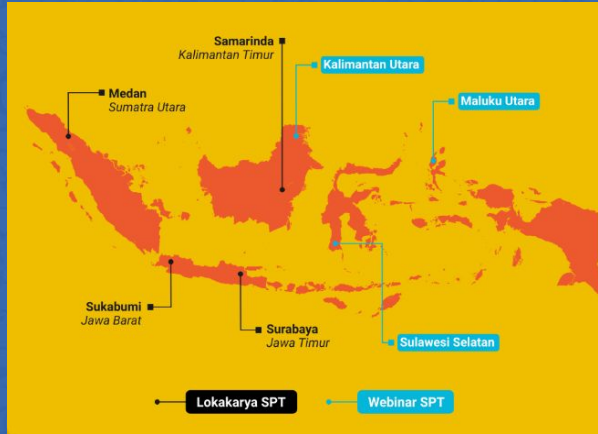 Samarinda
Kalimantan Timur
Kalimantan Utara
Medan
Sumatra Utara
Maluku Utara
Sukabumi
Jawa Barat
Surabaya
Jawa Timur
Sulawesi Selatan
Lokakarya SPT
Webinar SPT